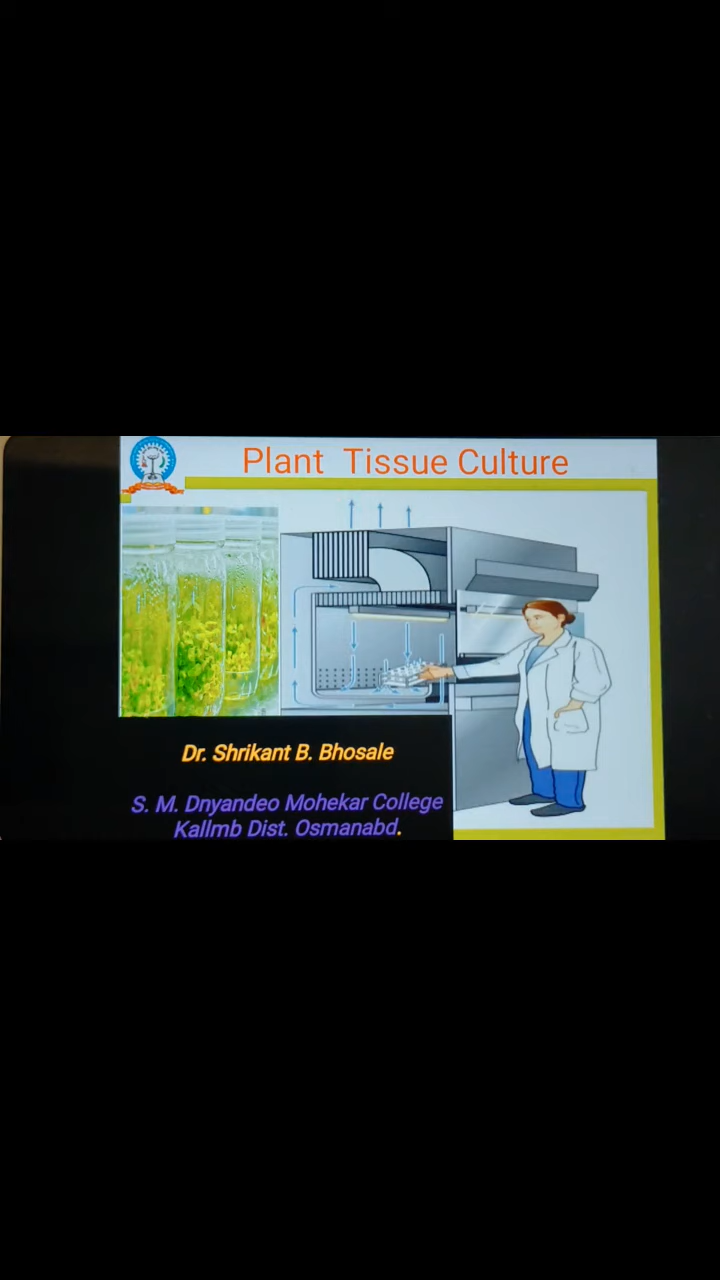 Plant Tissue Culture
Dr. Shrikant B. Bhosale
S. M. Dnyandeo Mohekar College
Kallmb Dist. Osmanabd.